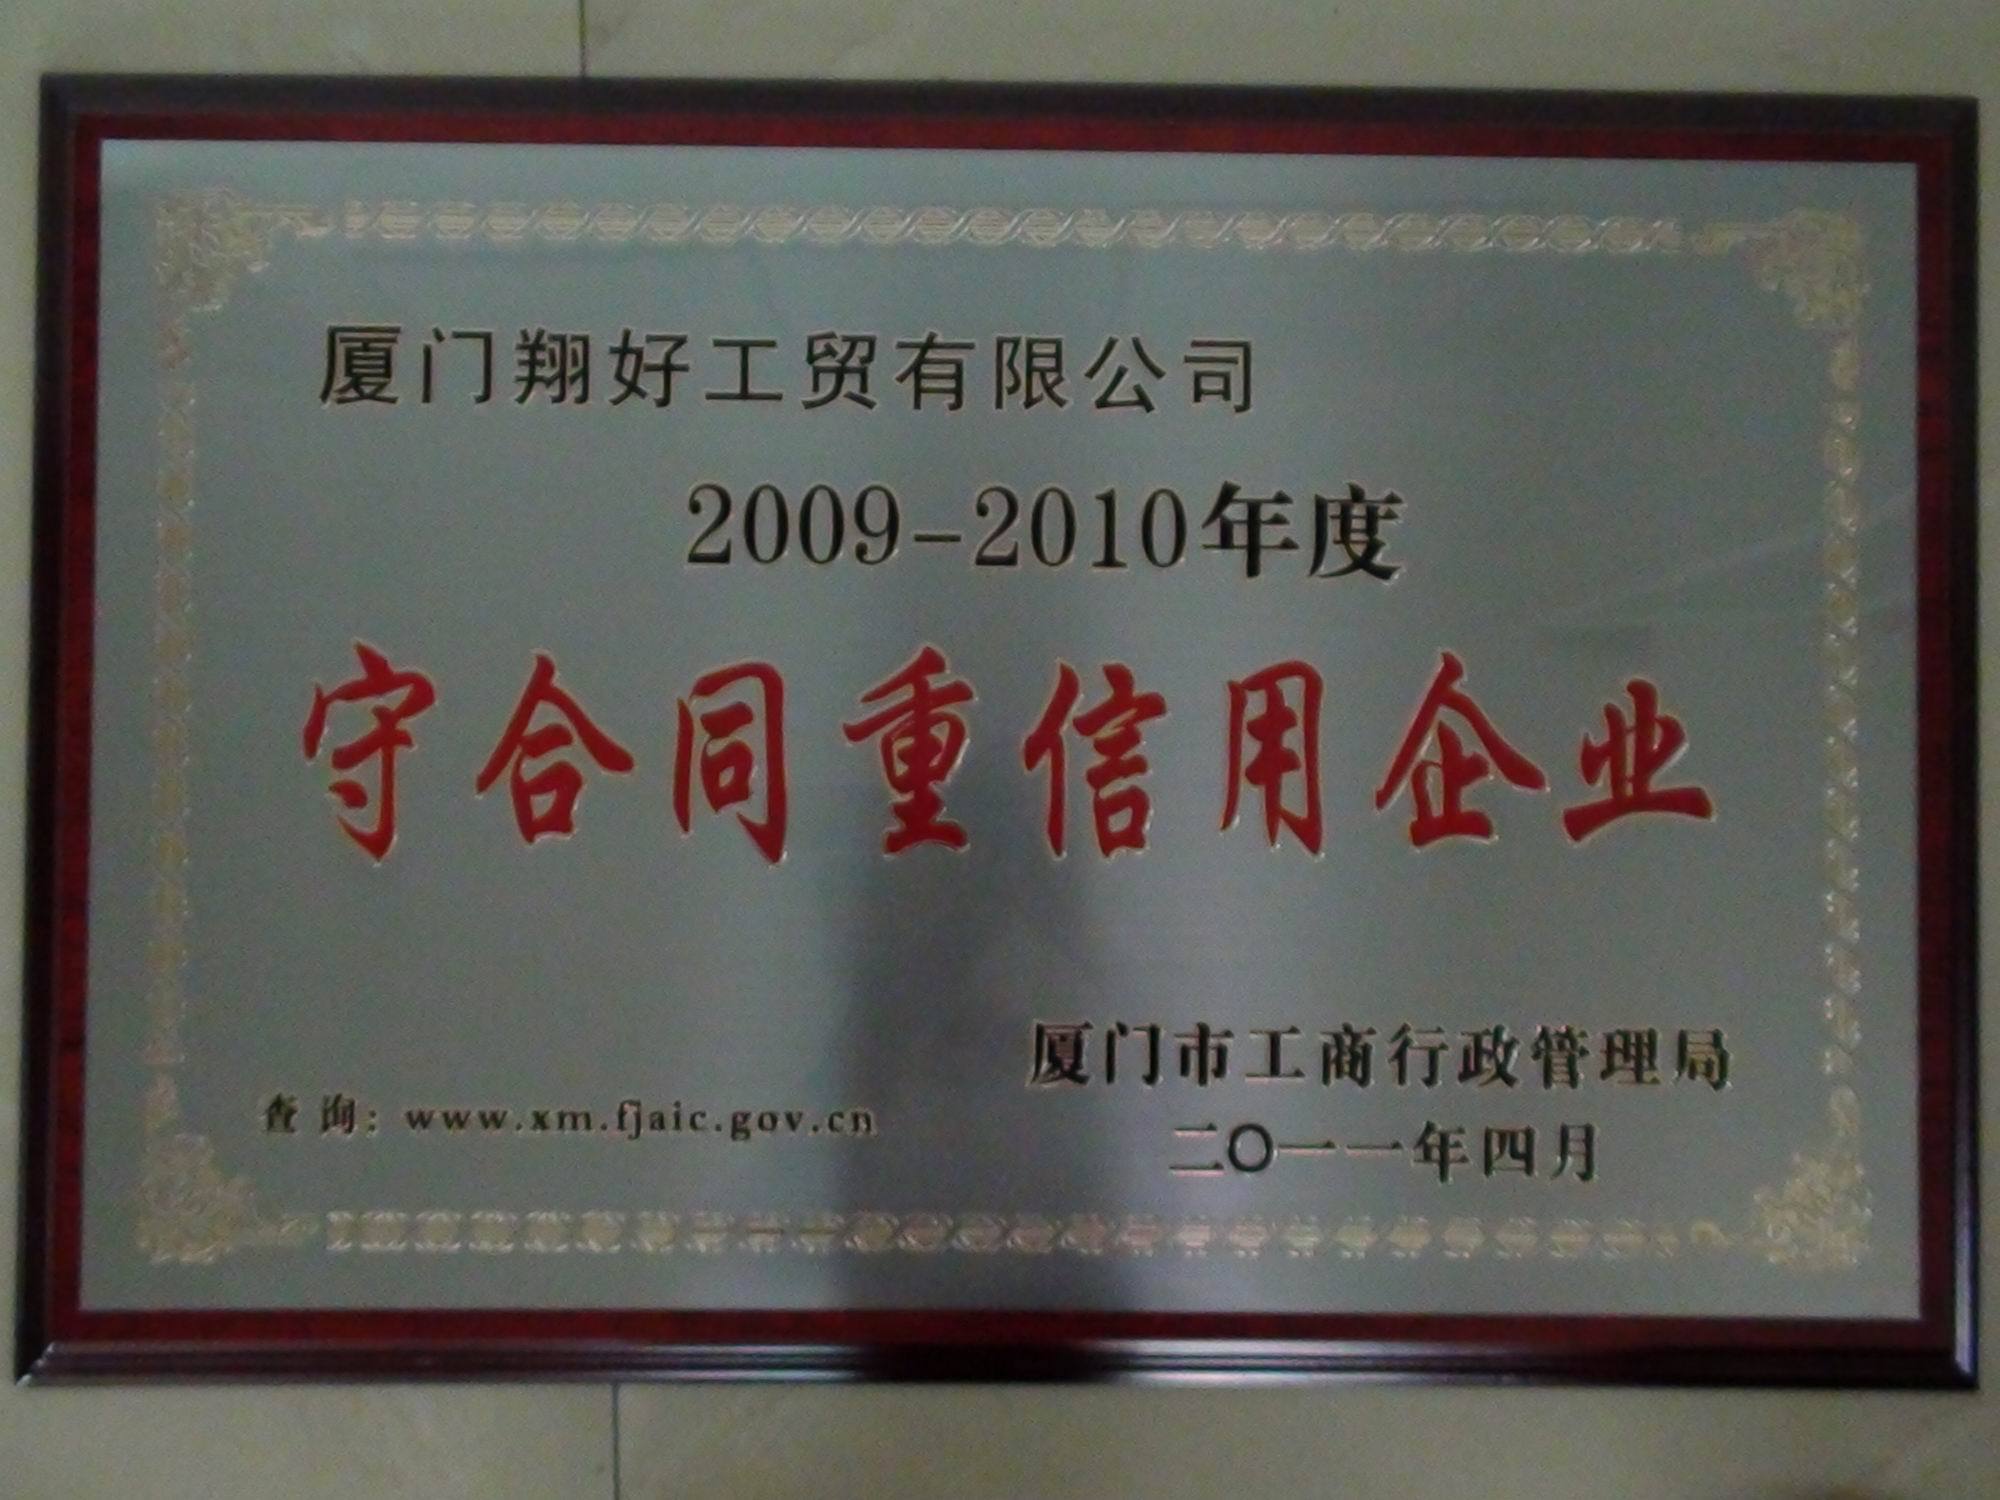 厦门翔好工贸有限公司
2009-2010年度
守合同重信用企业
厦门市工商行政管理局
查 询: www.xm.fjaic.gov.cn
二〇一一年四月